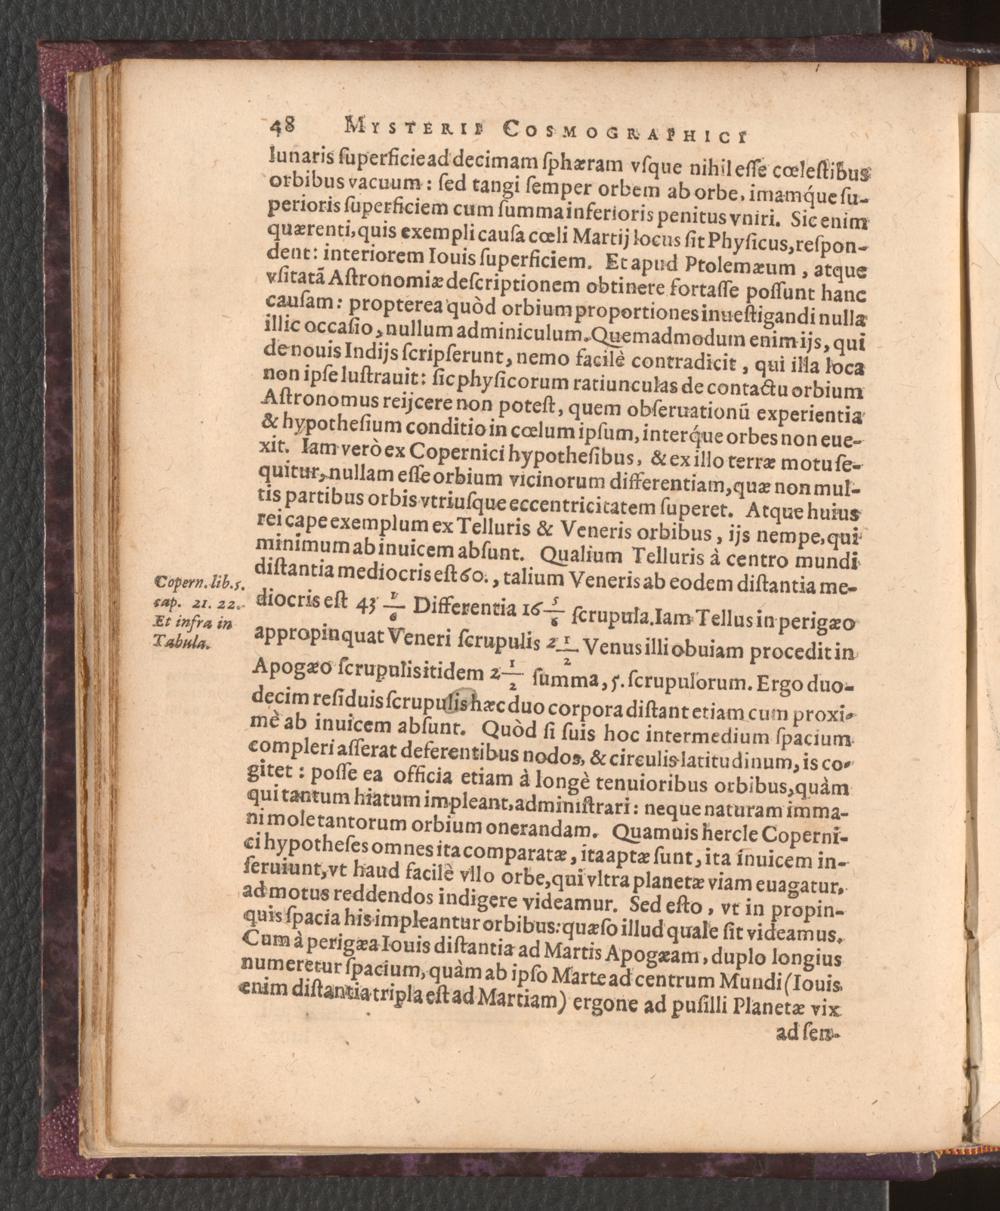 48 MYSTERII COSMOGRAPHICI
lunaris ſuperficie ad decimam ſphæram vſque nihil eſſe cœleſtibus
orbibus vacuum: ſed tangi ſemper orbem ab orbe, imamq́ue ſu-
perioris ſuperficiem cum ſumma inferioris penitus vniri. Sic enim
quærenti, quis exempli cauſa cœli Martij locus ſit Phyſicus, reſpon-
dent: interiorem Iouis ſuperficiem. Et apud Ptolemæum, atque
vſitatã Aſtronomiæ deſcriptionem obtinere fortaſſe poſſunt hanc
cauſam: propterea quòd orbium proportiones inueſtigandi nulla
illic occaſio, nullum adminiculum. Quemadmodum enim ijs, qui
de nouis Indijs ſcripſerunt, nemo facilè contradicit, qui illa loca
non ipſe luſtrauit: ſic phyſicorum ratiunculas de contactu orbium
Aſtronomus reijcere non poteſt, quem obſeruationũ experientia
& hypotheſium conditio in cœlum ipſum, interq́ue orbes non eue-
xit. Iam verò ex Copernici hypotheſibus, & ex illo terræ motu ſe-
quitur, nullam eſſe orbium vicinorum differentiam, quæ non mul-
tis partibus orbis vtriuſque eccentricitatem ſuperet. Atque huius
rei cape exemplum ex Telluris & Veneris orbibus, ijs nempe, qui
minimum ab inuicem abſunt. Qualium Telluris à centro mundi
diſtantia mediocris eſt 60., talium Veneris ab eodem diſtantia me-
Copern. lib. 5.
cap. 21. 22.
Et infra in
Tabula.
diocris eſt 43 1/6 Differentia 16 5/6 ſcrupula. Iam Tellus in perigæo
appropinquat Veneri ſcrupulis 2 1/2 Venus illi obuiam procedit in
Apogæo ſcrupulis itidem 2 1/2 ſumma, 5. ſcrupulorum. Ergo duo-
decim reſiduis ſcrupulis hæc duo corpora diſtant etiam cum proxi-
mè ab inuicem abſunt. Quòd ſi ſuis hoc intermedium ſpacium
compleri aſſerat deferentibus nodos, & circulis latitudinum, is co-
gitet: poſſe ea officia etiam à longè tenuioribus orbibus, quàm
qui tantum hiatum impleant, adminiſtrari: neque naturam imma-
ni mole tantorum orbium onerandam. Quamuis hercle Coperni-
ci hypotheſes omnes ita comparatæ, ita aptæ ſunt, ita inuicem in-
ſeruiunt, vt haud facilè vllo orbe, qui vltra planetæ viam euagatur,
ad motus reddendos indigere videamur. Sed eſto, vt in propin-
quis ſpacia his impleantur orbibus: quæſo illud quale ſit videamus.
Cum à perigæa Iouis diſtantia ad Martis Apogæam, duplo longius
numeretur ſpacium, quàm ab ipſo Marte ad centrum Mundi (Iouis
enim diſtantia tripla eſt ad Martiam) ergone ad puſilli Planetæ vix
ad ſen-